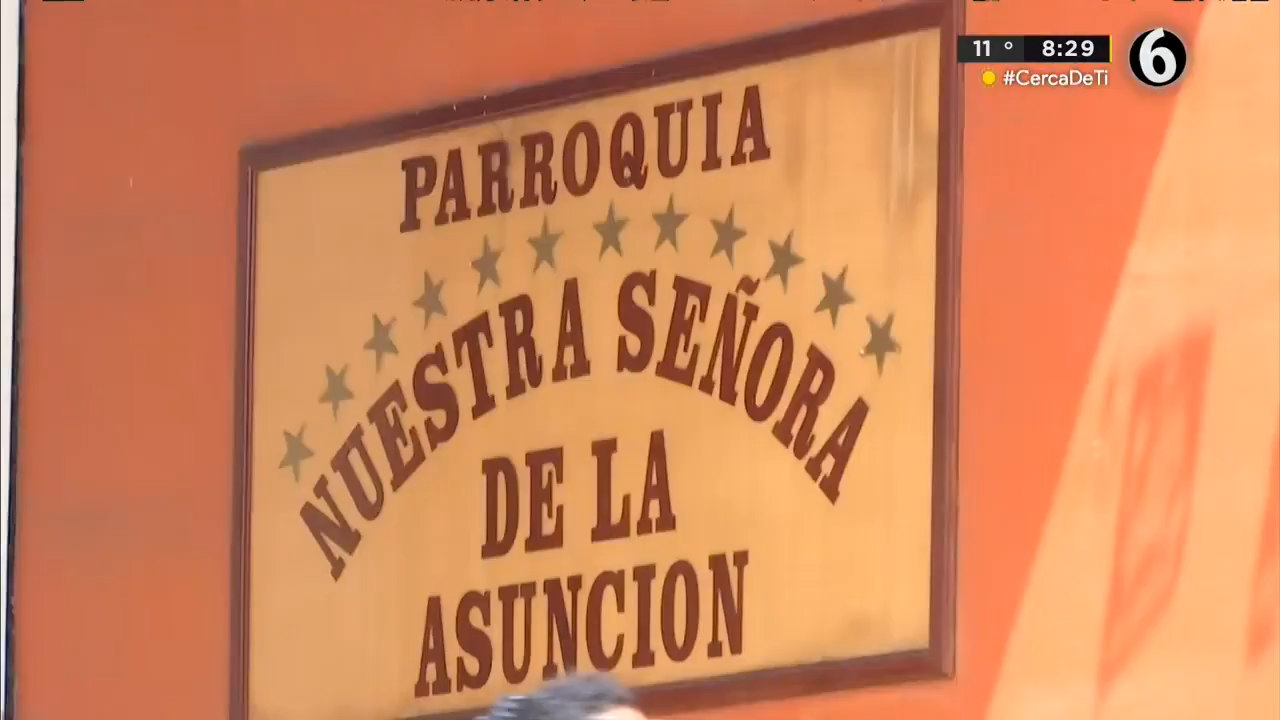 11 ° 8:29
#CercaDeTi
6
PARROQUIA
NUESTRA SEÑORA
DE LA
ASUNCION